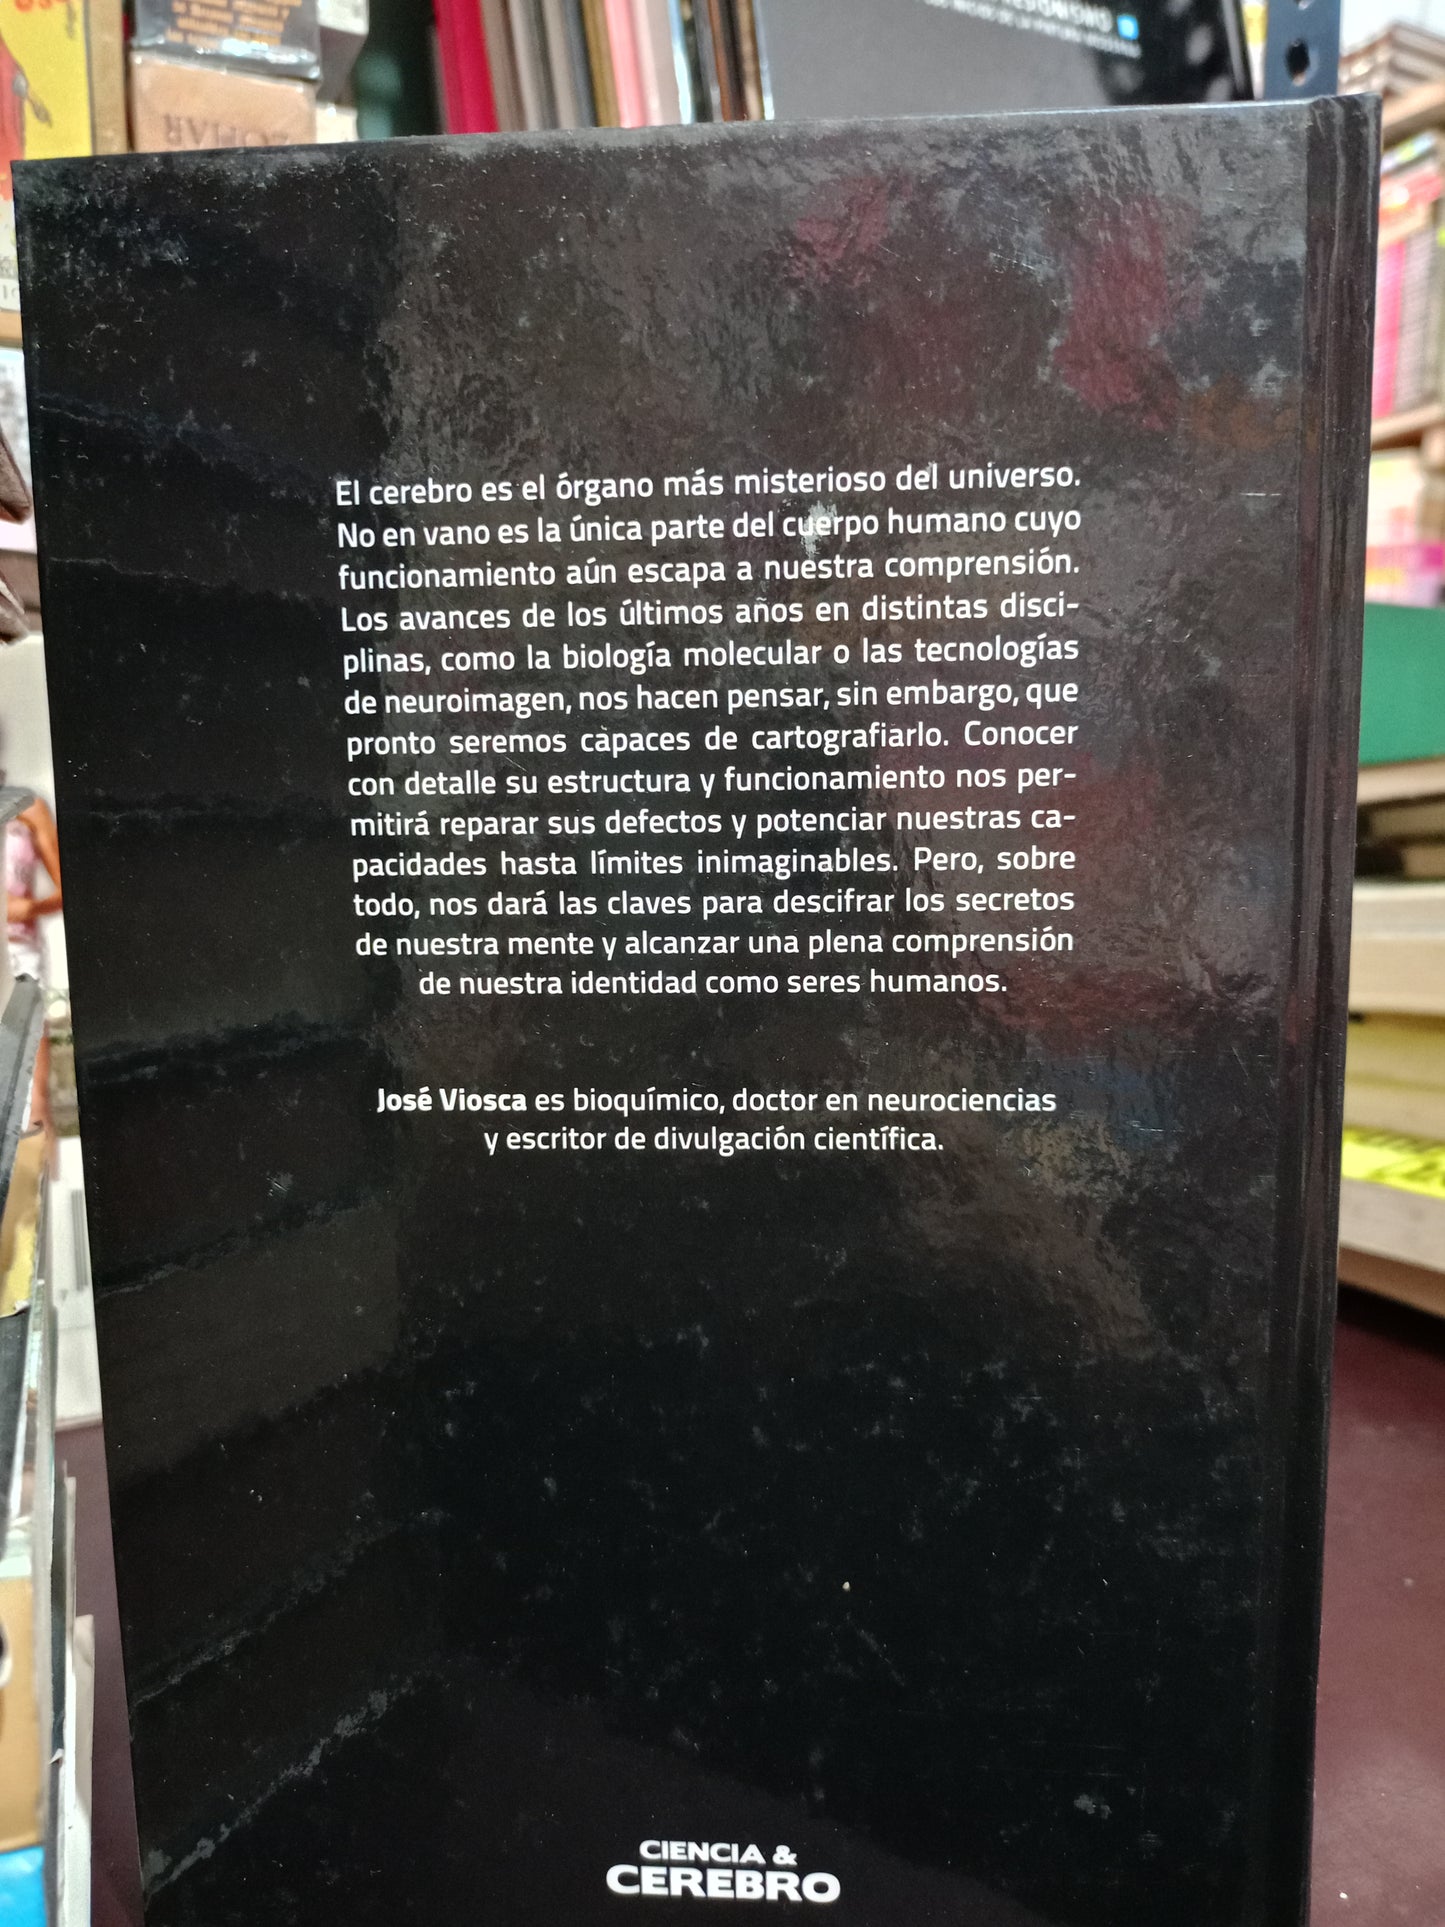 ZOHAR
El cerebro es el órgano más misterioso del universo.
No en vano es la única parte del cuerpo humano cuyo
funcionamiento aún escapa a nuestra comprensión.
Los avances de los últimos años en distintas disci-
plinas, como la biología molecular o las tecnologías
de neuroimagen, nos hacen pensar, sin embargo, que
pronto seremos capaces de cartografiarlo. Conocer
con detalle su estructura y funcionamiento nos per-
mitirá reparar sus defectos y potenciar nuestras ca-
pacidades hasta límites inimaginables. Pero, sobre
todo, nos dará las claves para descifrar los secretos
de nuestra mente y alcanzar una plena comprensión
de nuestra identidad como seres humanos.
José Viosca es bioquímico, doctor en neurociencias
y escritor de divulgación científica.
CIENCIA &
CEREBRO